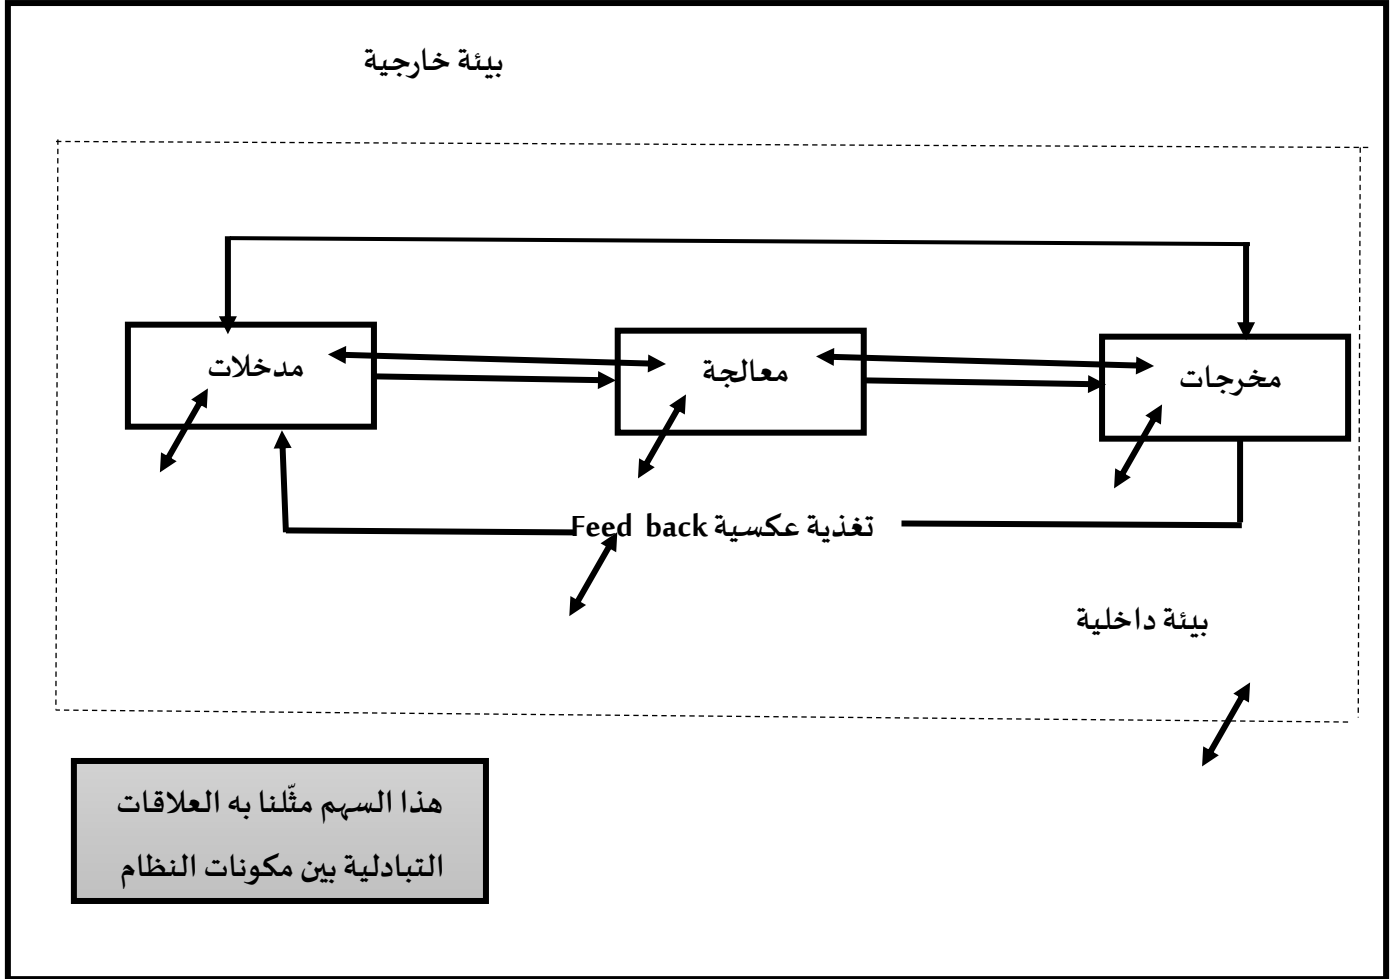 بيئة خارجية
مدخلات
معالجة
مخرجات
تغذية عكسية Feed back
بيئة داخلية
هذا السهم مثّلنا به العلاقات
التبادلية بين مكونات النظام